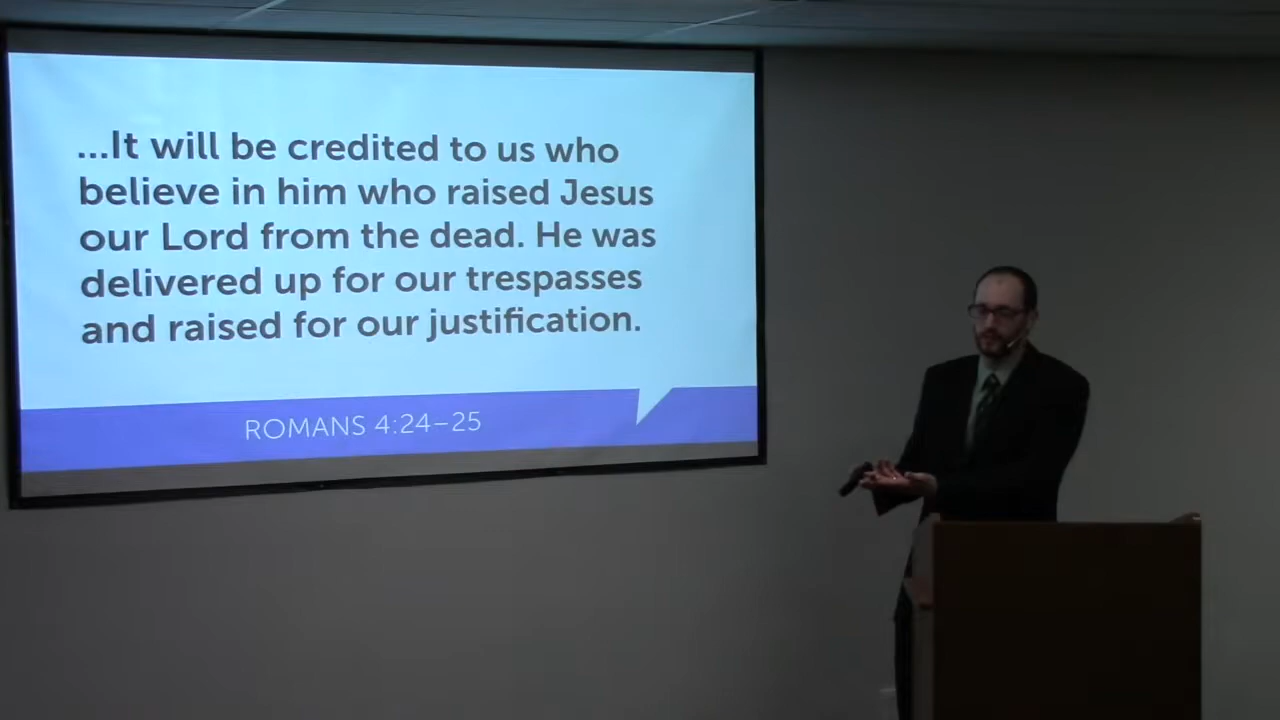 ...It will be credited to us who
believe in him who raised Jesus
our Lord from the dead. He was
delivered up for our trespasses
and raised for our justification.
ROMANS 4:24–25